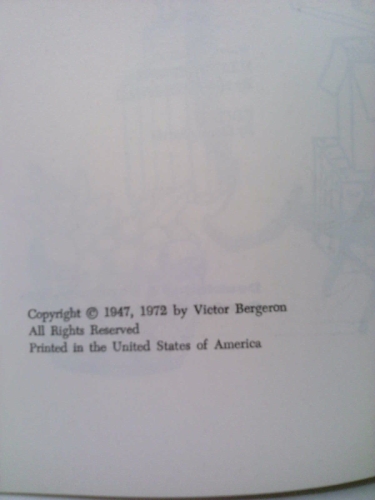 Copyright © 1947, 1972 by Victor Bergeron
All Rights Reserved
Printed in the United States of America